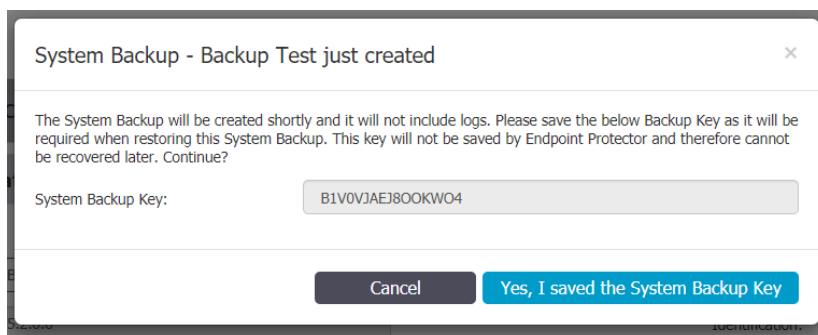 System Backup - Backup Test just created
×
The System Backup will be created shortly and it will not include logs. Please save the below Backup Key as it will be
required when restoring this System Backup. This key will not be saved by Endpoint Protector and therefore cannot
be recovered later. Continue?
System Backup Key:
B1V0VJAEJ8OOKWO4
Cancel
Yes, I saved the System Backup Key